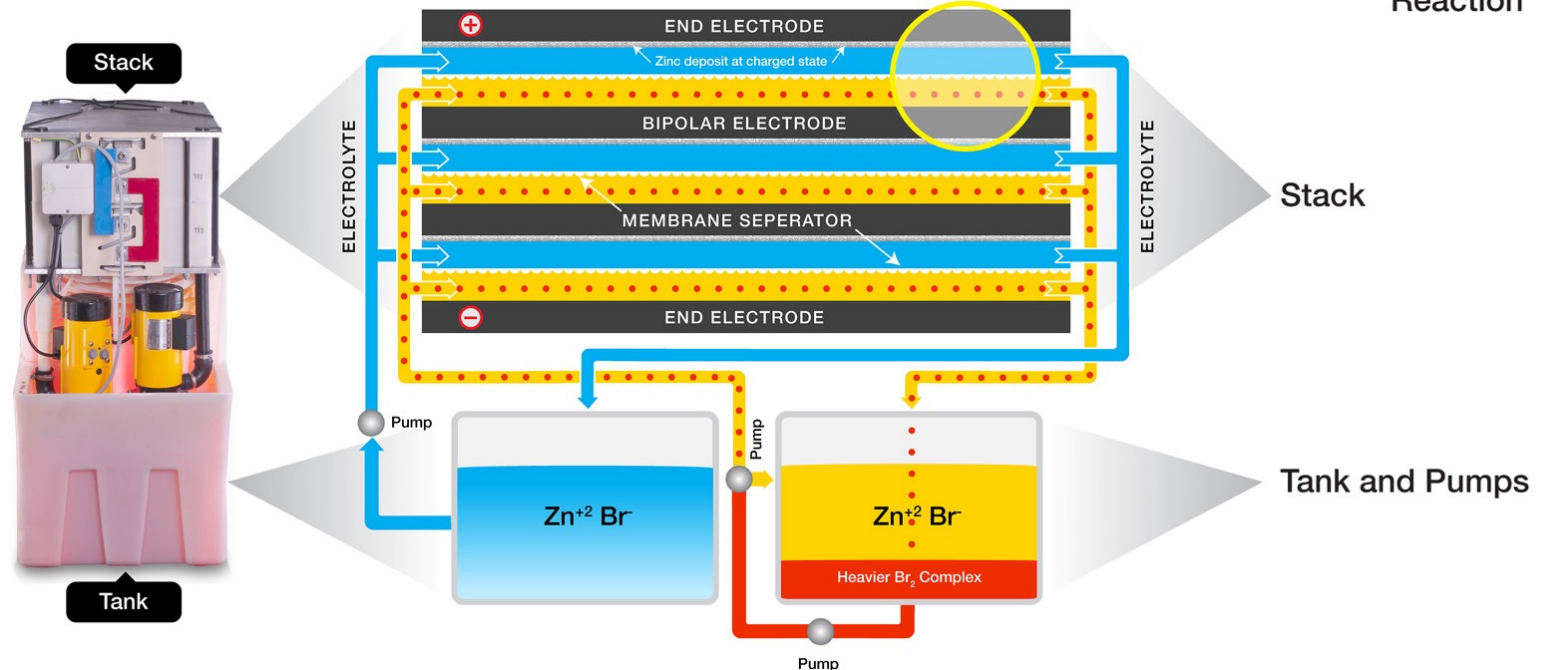 Reaction
Stack
+
END ELECTRODE
Zinc deposit at charged state
BIPOLAR ELECTRODE
MEMBRANE SEPERATOR
END ELECTRODE
−
ELECTROLYTE
ELECTROLYTE
Stack
Pump
Pump
Zn⁺² Br⁻
Zn⁺² Br⁻
Heavier Br₂ Complex
Tank and Pumps
Tank
Pump